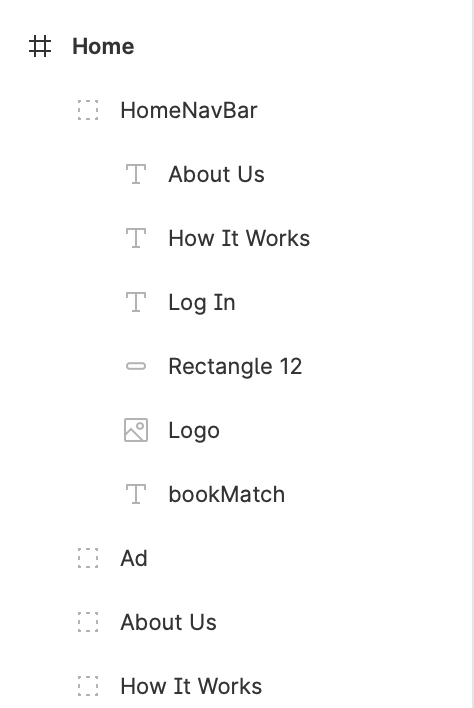 Home
HomeNavBar
About Us
How It Works
Log In
Rectangle 12
Logo
bookMatch
Ad
About Us
How It Works